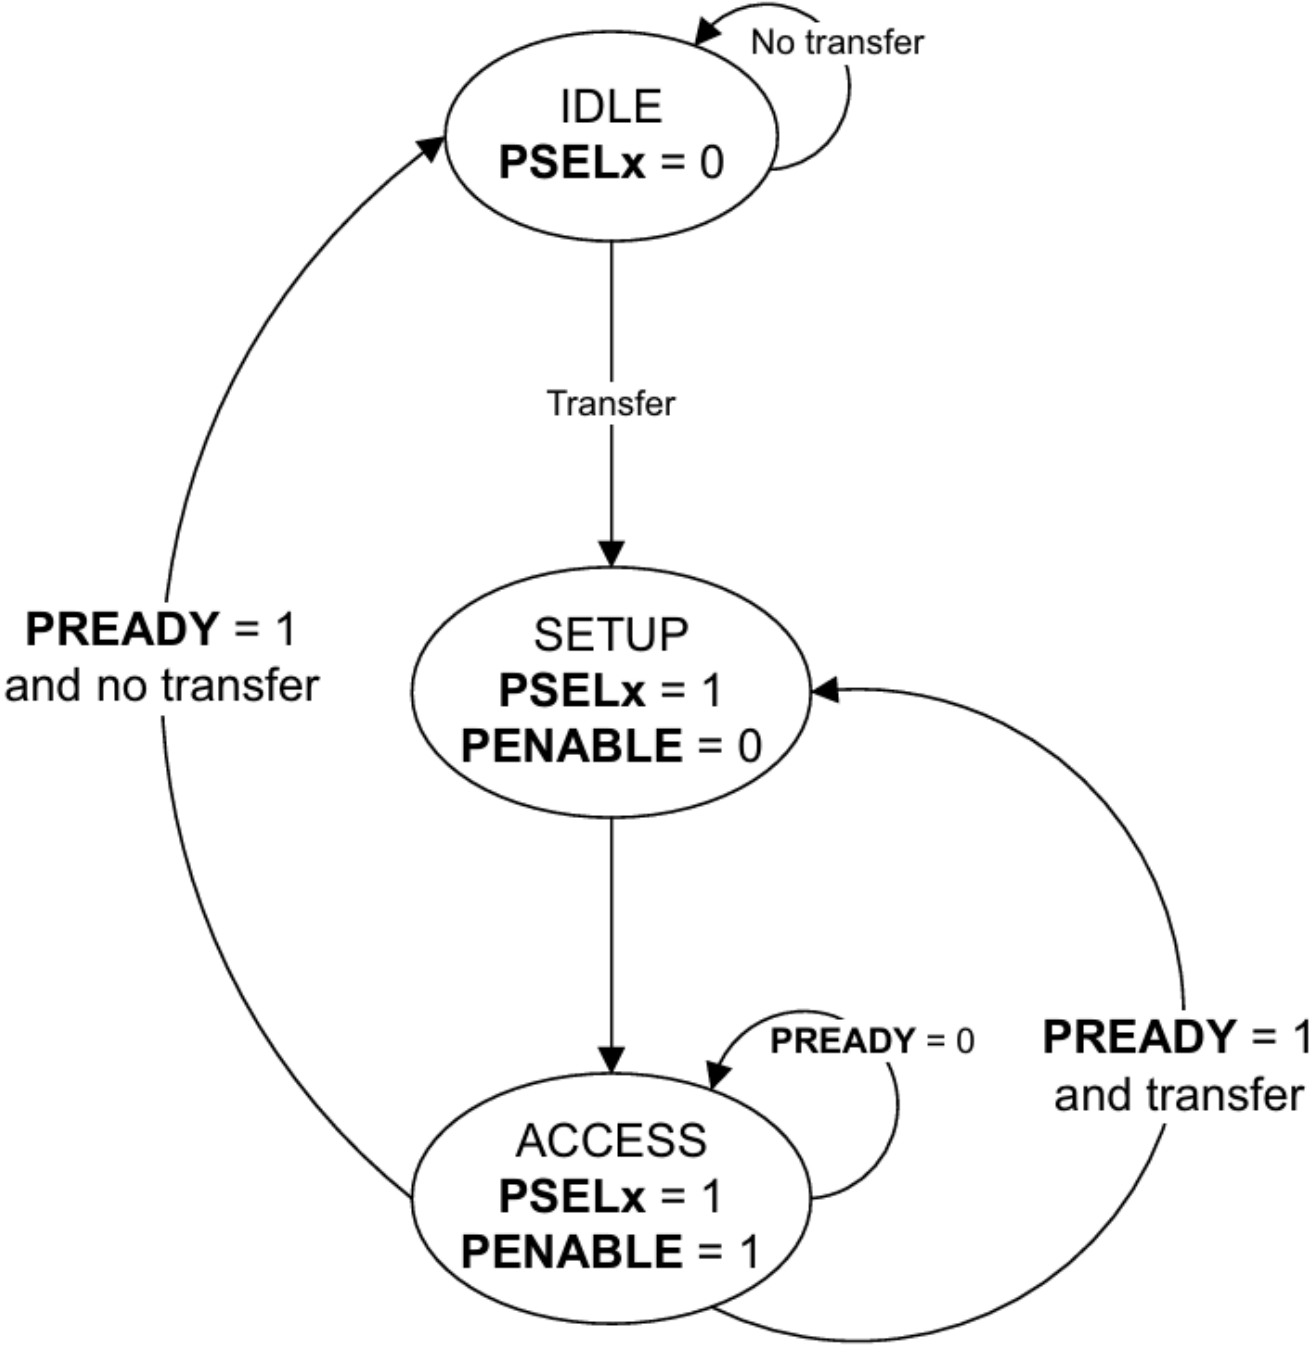 No transfer
IDLE
PSELx = 0
Transfer
PREADY = 1
and no transfer
SETUP
PSELx = 1
PENABLE = 0
PREADY = 0
PREADY = 1
and transfer
ACCESS
PSELx = 1
PENABLE = 1